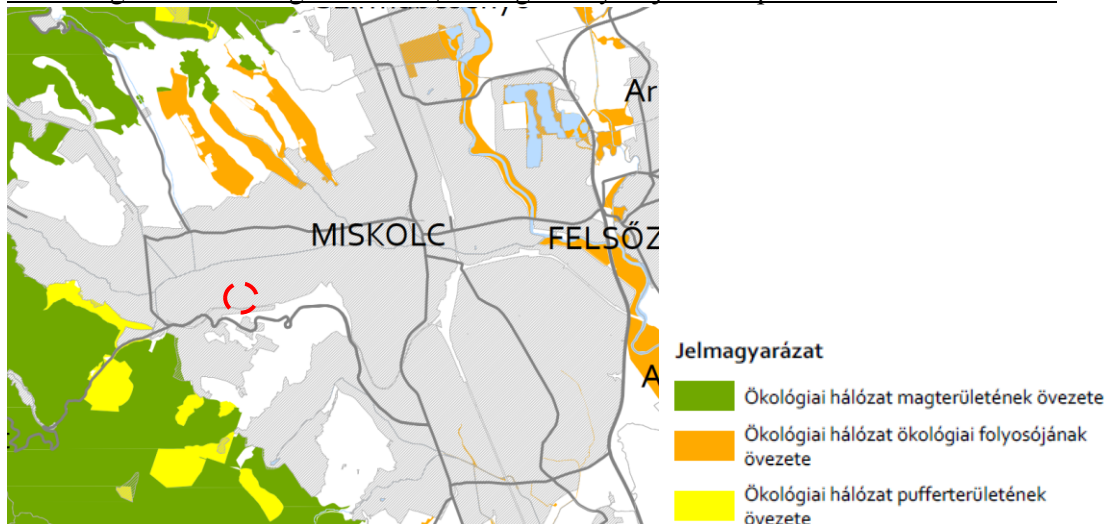 Ar
MISKOLC
FELSŐZ
A
Jelmagyarázat
Ökológiai hálózat magterületének övezete
Ökológiai hálózat ökológiai folyosójának
övezete
Ökológiai hálózat pufferterületének
övezete